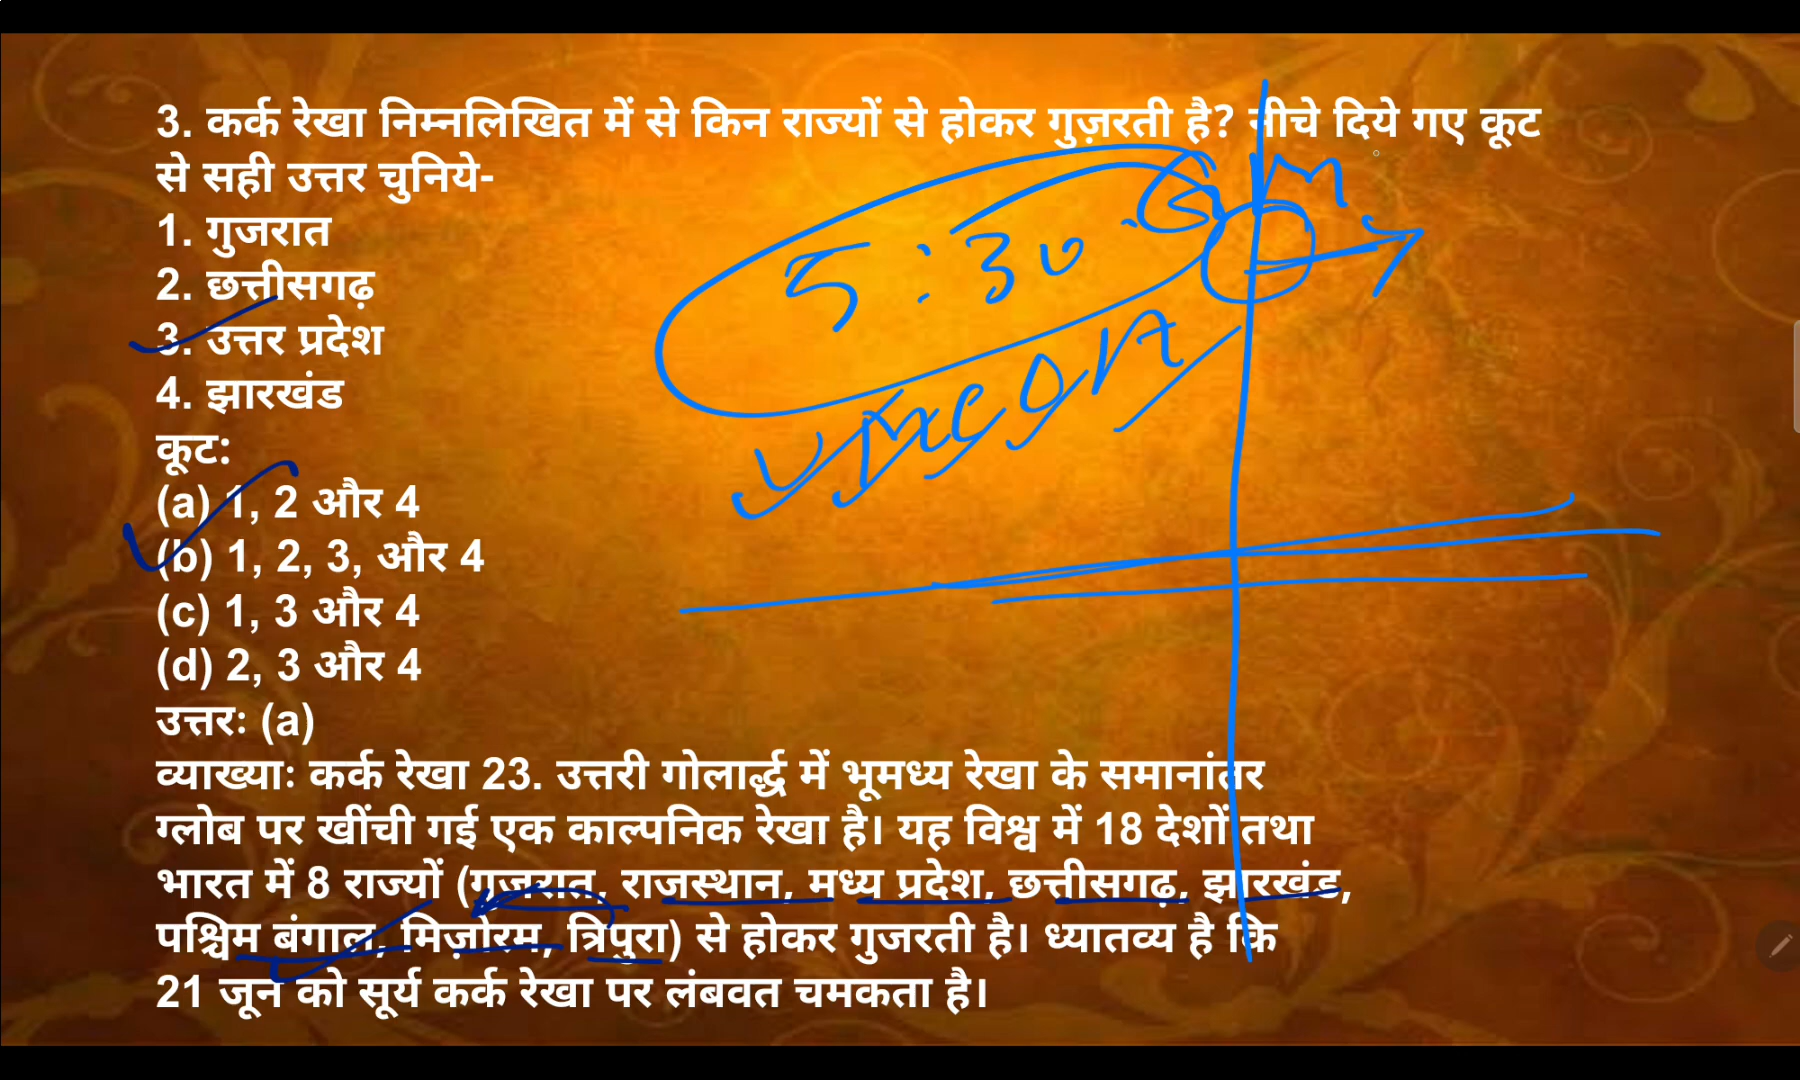 3. कर्क रेखा निम्नलिखित में से किन राज्यों से होकर गुज़रती है? नीचे दिये गए कूट
से सही उत्तर चुनिये-
1. गुजरात
2. छत्तीसगढ़
3. उत्तर प्रदेश
4. झारखंड
कूट:
(a) 1, 2 और 4
(b) 1, 2, 3, और 4
(c) 1, 3 और 4
(d) 2, 3 और 4
उत्तरः (a)
व्याख्याः कर्क रेखा 23. उत्तरी गोलार्द्ध में भूमध्य रेखा के समानांतर
ग्लोब पर खींची गई एक काल्पनिक रेखा है। यह विश्व में 18 देशों तथा
भारत में 8 राज्यों (गुजरात, राजस्थान, मध्य प्रदेश, छत्तीसगढ़, झारखंड,
पश्चिम बंगाल, मिज़ोरम, त्रिपुरा) से होकर गुजरती है। ध्यातव्य है कि
21 जून को सूर्य कर्क रेखा पर लंबवत चमकता है।
5:30